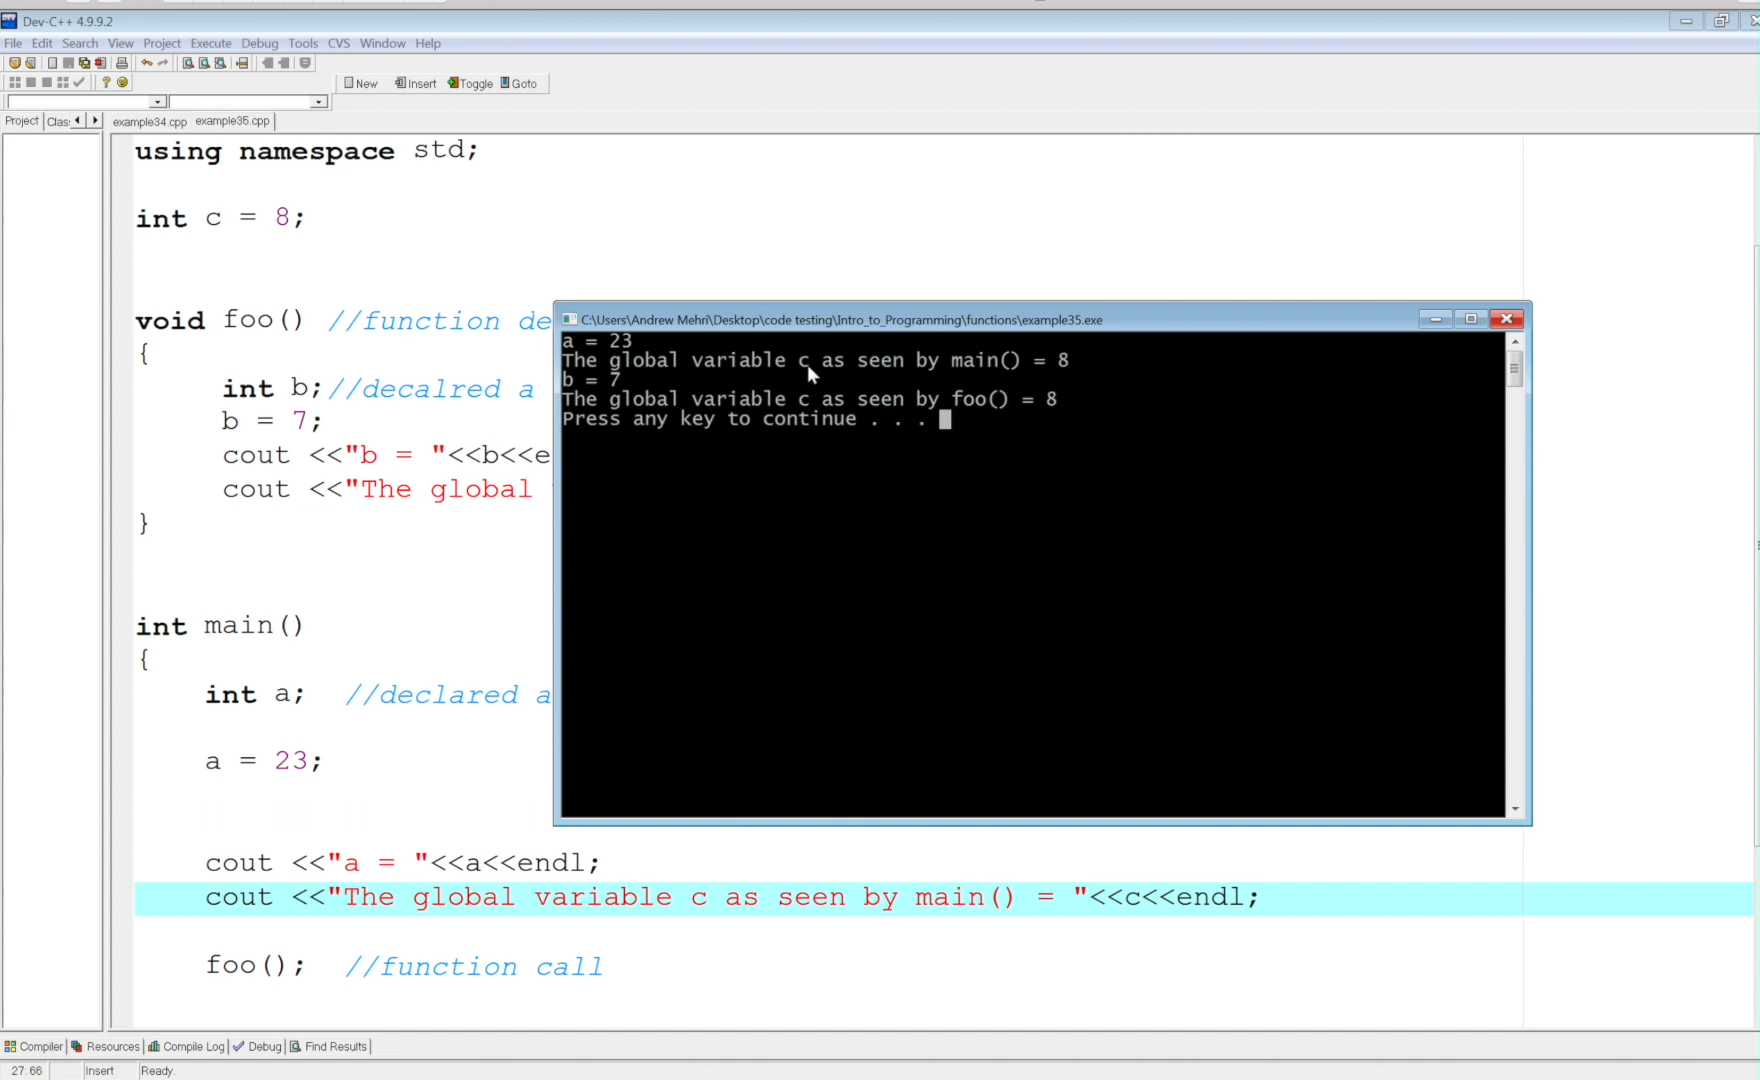 Dev-C++ 4.9.9.2
File Edit Search View Project Execute Debug Tools CVS Window Help
New Insert Toggle Goto
Project Clas example34.cpp example35.cpp
using namespace std;
int c = 8;
void foo() //function de
{
int b;//decalred a
b = 7;
cout <<"b = "<<b<<e
cout <<"The global
}
int main()
{
int a; //declared a
a = 23;
cout <<"a = "<<a<<endl;
cout <<"The global variable c as seen by main() = "<<c<<endl;
foo(); //function call
C:\Users\Andrew Mehri\Desktop\code testing\Intro_to_Programming\functions\example35.exe
a = 23
The global variable c as seen by main() = 8
b = 7
The global variable c as seen by foo() = 8
Press any key to continue . . .
Compiler Resources Compile Log Debug Find Results
27: 66 Insert Ready.